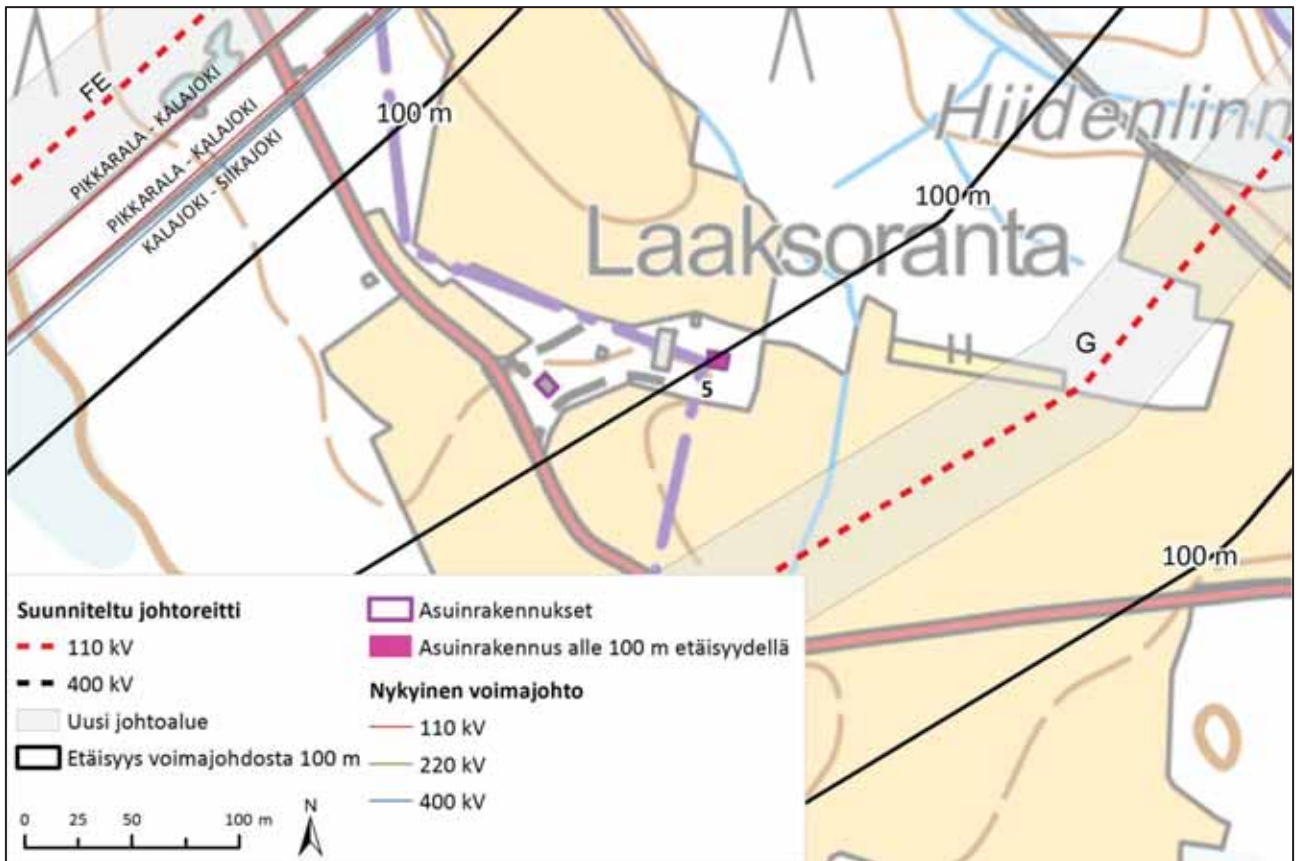 FE
PIKKARALA - KALAJOKI
PIKKARALA - KALAJOKI
KALAJOKI - SIIKAJOKI
100 m
Hiidenlinn
100 m
Laaksoranta
G
5
100 m
Suunniteltu johtoreitti
110 kV
400 kV
Uusi johtoalue
Etäisyys voimajohdosta 100 m
0 25 50 100 m
N
Asuinrakennukset
Asuinrakennus alle 100 m etäisyydellä
Nykyinen voimajohto
110 kV
220 kV
400 kV